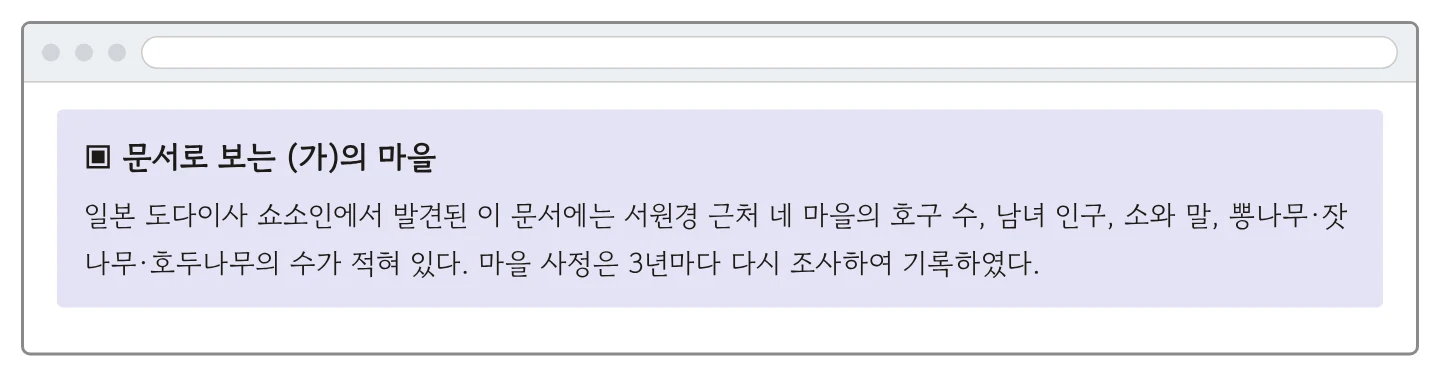 ▣ 문서로 보는 (가)의 마을
일본 도다이사 쇼소인에서 발견된 이 문서에는 서원경 근처 네 마을의 호구 수, 남녀 인구, 소와 말, 뽕나무·잣
나무·호두나무의 수가 적혀 있다. 마을 사정은 3년마다 다시 조사하여 기록하였다.